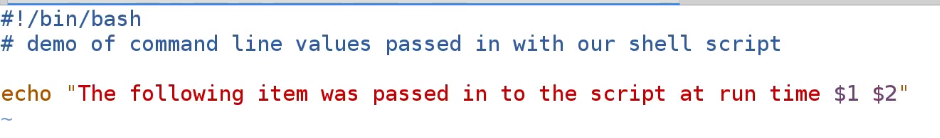 #!/bin/bash
# demo of command line values passed in with our shell script
echo "The following item was passed in to the script at run time $1 $2"
~